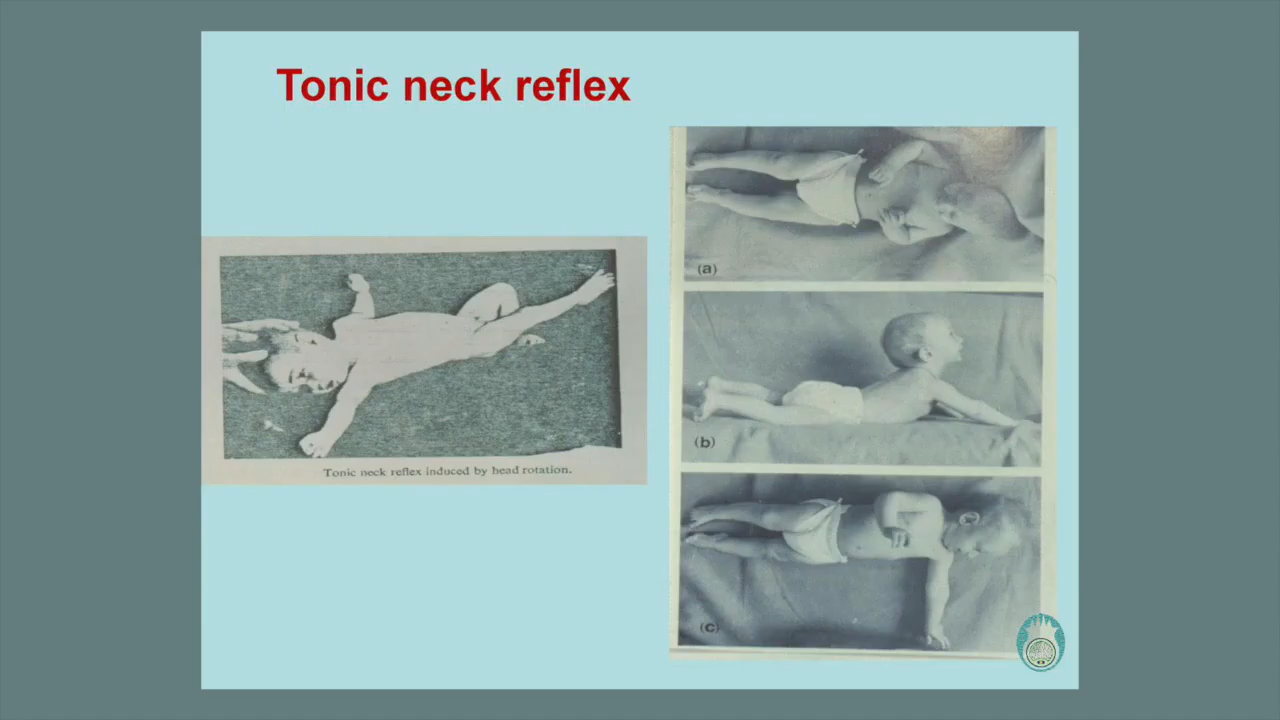 Tonic neck reflex
Tonic neck reflex induced by head rotation.
(a)
(b)
(c)